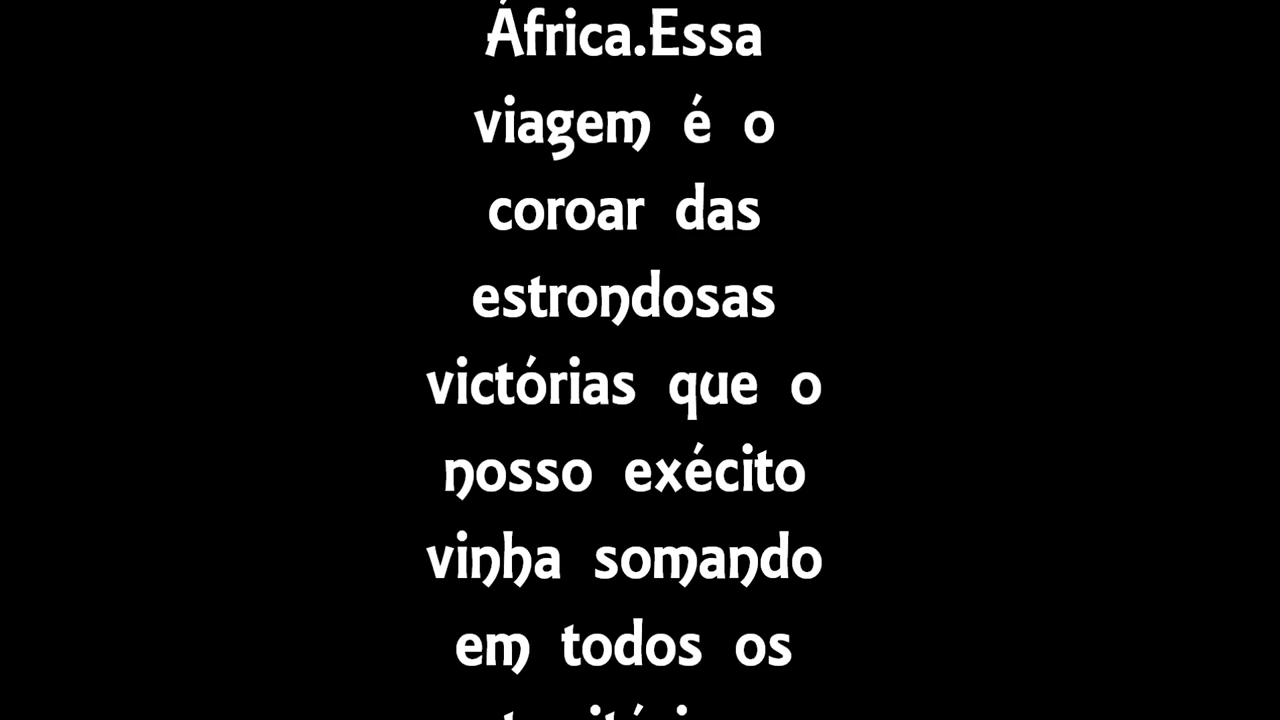 África.Essa
viagem é o
coroar das
estrondosas
victórias que o
nosso exécito
vinha somando
em todos os